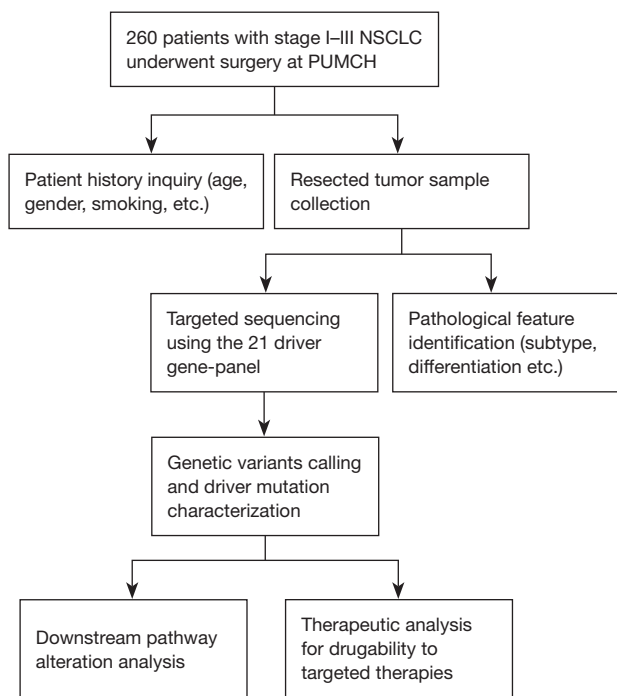 260 patients with stage I–III NSCLC
underwent surgery at PUMCH
Patient history inquiry (age,
gender, smoking, etc.)
Resected tumor sample
collection
Targeted sequencing
using the 21 driver
gene-panel
Pathological feature
identification (subtype,
differentiation etc.)
Genetic variants calling
and driver mutation
characterization
Downstream pathway
alteration analysis
Therapeutic analysis
for drugability to
targeted therapies